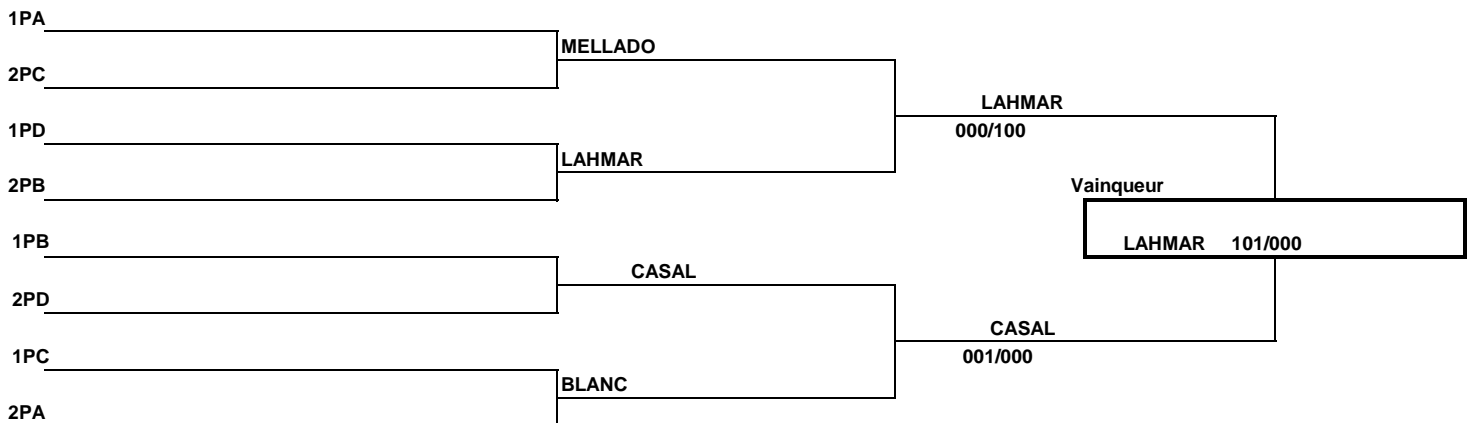 1PA
MELLADO
2PC
LAHMAR
000/100
1PD
LAHMAR
2PB
Vainqueur
1PB
LAHMAR 101/000
CASAL
2PD
CASAL
001/000
1PC
BLANC
2PA